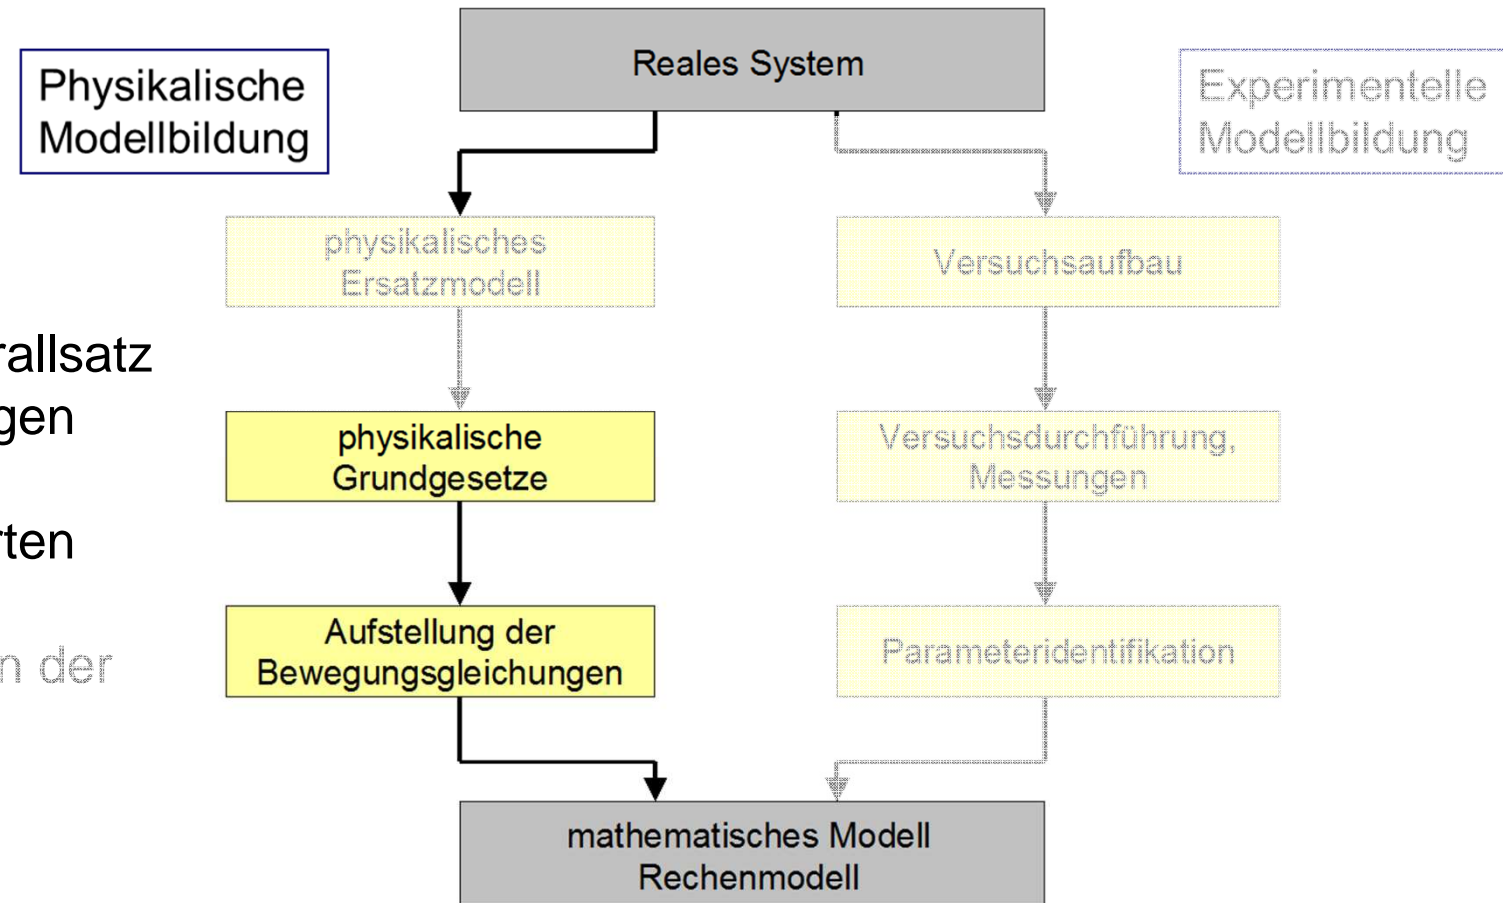 Reales System
Physikalische
Modellbildung
Experimentelle
Modellbildung
physikalisches
Ersatzmodell
Versuchsaufbau
rallsatz
gen
rten
n der
physikalische
Grundgesetze
Versuchsdurchführung,
Messungen
Aufstellung der
Bewegungsgleichungen
Parameteridentifikation
mathematisches Modell
Rechenmodell